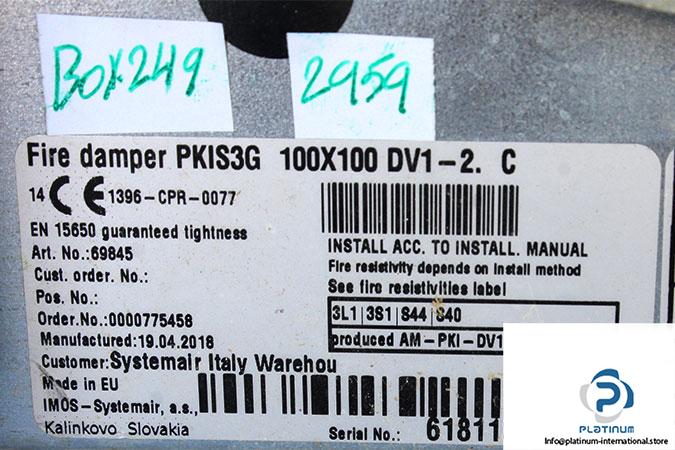 BOX249
2959
Fire damper PKIS3G 100X100 DV1-2. C
14 CE 1396-CPR-0077
EN 15650 guaranteed tightness
Art. No.:69845
Cust. order. No.:
Pos. No.:
Order.No.:0000775458
Manufactured:19.04.2018
Customer:Systemair Italy Warehou
Made in EU
IMOS-Systemair, a.s.,
Kalinkovo Slovakia
INSTALL ACC. TO INSTALL. MANUAL
Fire resistivity depends on install method
See fire resistivities label
3L1 | 3S1 | S44 | S40
produced AM-PKI-DV1
Serial No.: 61811
PLATINUM
Info@platinum-international.store